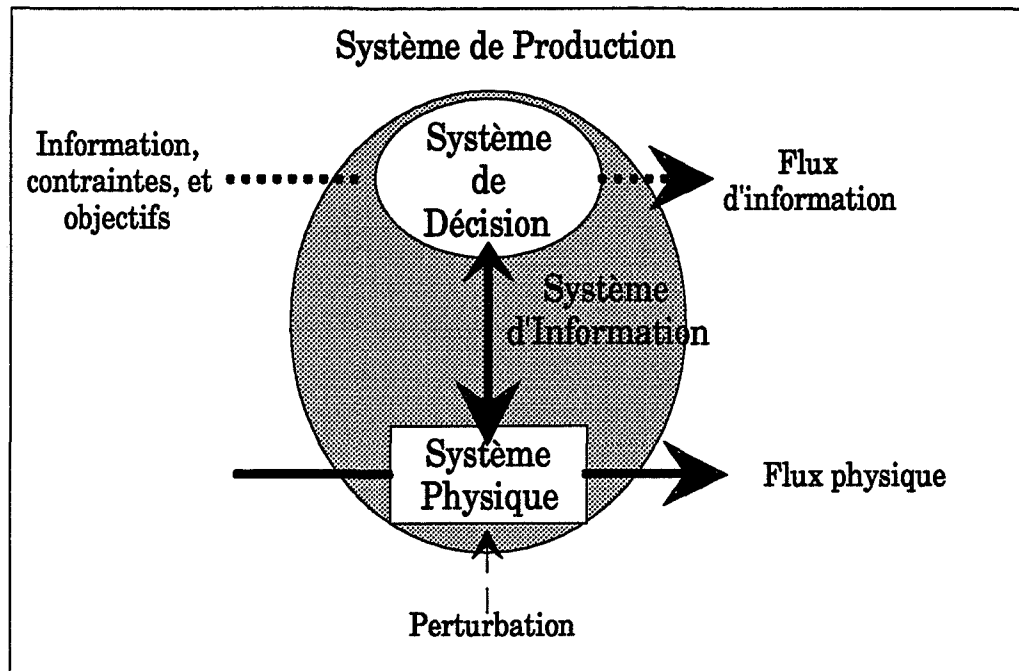 Système de Production
Information,
contraintes, et
objectifs
Système
de
Décision
Flux
d'information
Système
d'Information
Système
Physique
Flux physique
Perturbation